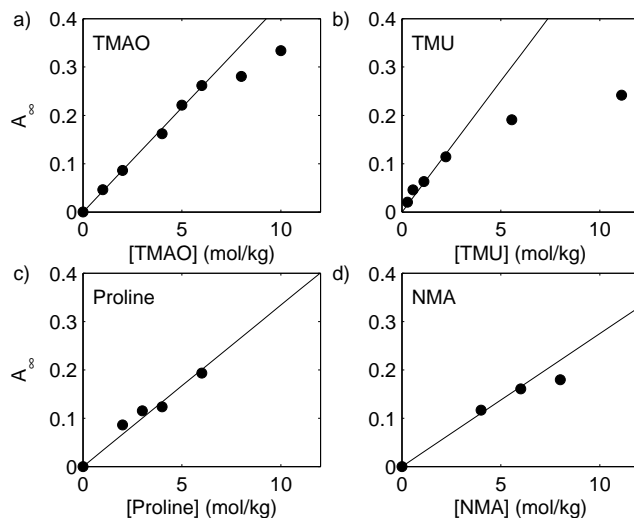 a)
TMAO
0.4
0.3
0.2
0.1
0
A∞
0 5 10
[TMAO] (mol/kg)
b)
TMU
0.4
0.3
0.2
0.1
0
0 5 10
[TMU] (mol/kg)
c)
Proline
0.4
0.3
0.2
0.1
0
A∞
0 5 10
[Proline] (mol/kg)
d)
NMA
0.4
0.3
0.2
0.1
0
0 5 10
[NMA] (mol/kg)